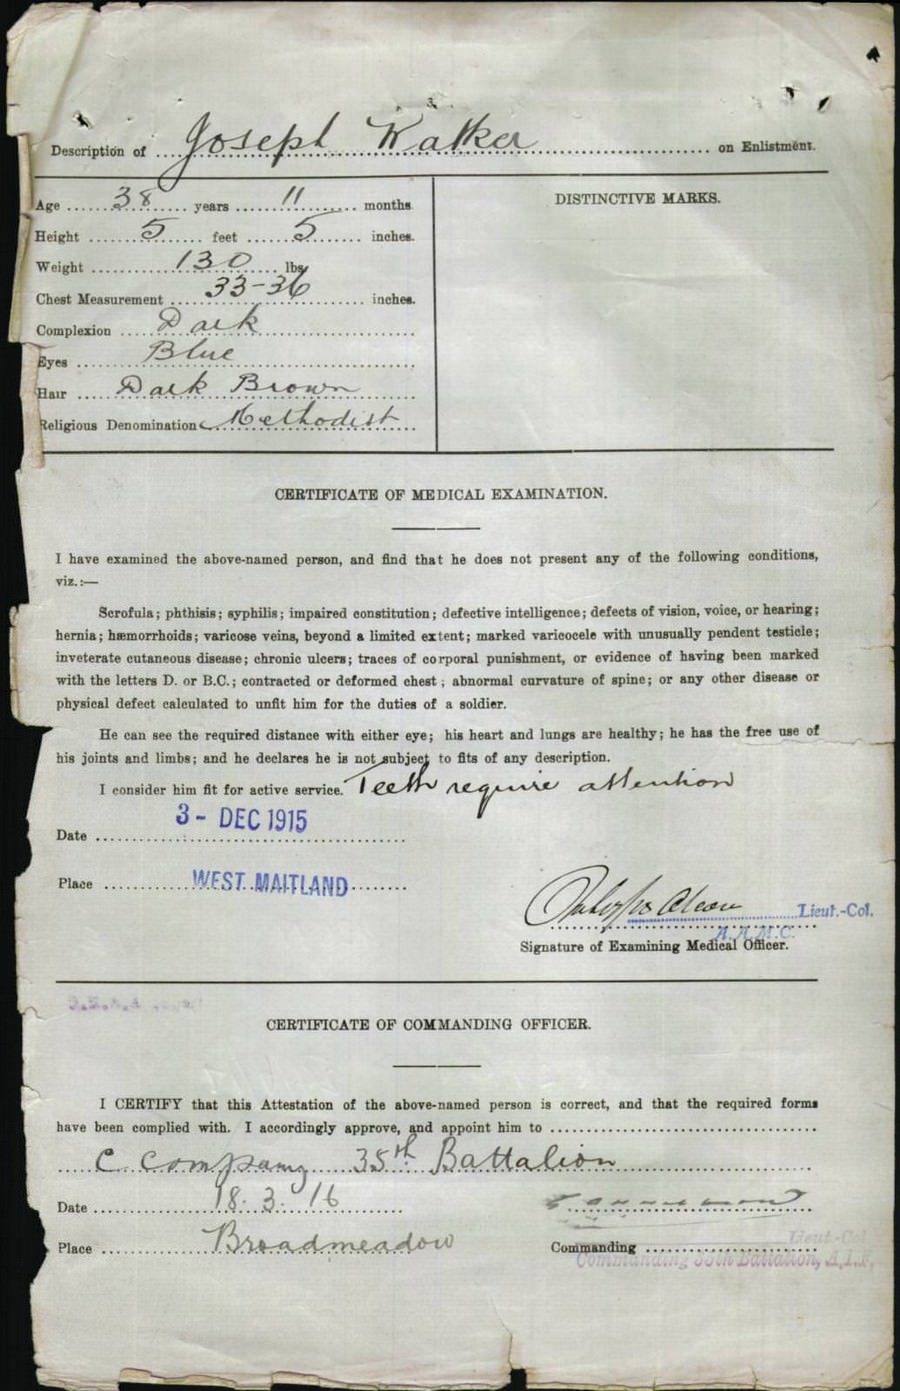 Description of Joseph Walker on Enlistment.
Age 38 years 11 months
Height 5 feet 5 inches.
Weight 130 lbs.
Chest Measurement 33-36 inches.
Complexion Dark
Eyes Blue
Hair Dark Brown
Religious Denomination Methodist
DISTINCTIVE MARKS.
CERTIFICATE OF MEDICAL EXAMINATION.
I have examined the above-named person, and find that he does not present any of the following conditions,
viz.:—
Scrofula; phthisis; syphilis; impaired constitution; defective intelligence; defects of vision, voice, or hearing;
hernia; hæmorrhoids; varicose veins, beyond a limited extent; marked varicocele with unusually pendent testicle;
inveterate cutaneous disease; chronic ulcers; traces of corporal punishment, or evidence of having been marked
with the letters D. or B.C.; contracted or deformed chest; abnormal curvature of spine; or any other disease or
physical defect calculated to unfit him for the duties of a soldier.
He can see the required distance with either eye; his heart and lungs are healthy; he has the free use of
his joints and limbs; and he declares he is not subject to fits of any description.
I consider him fit for active service. Teeth require attention
Date 3- DEC 1915
Place WEST MAITLAND
Lieut.-Col.
A.A.M.C.
Signature of Examining Medical Officer.
CERTIFICATE OF COMMANDING OFFICER.
I CERTIFY that this Attestation of the above-named person is correct, and that the required forms
have been complied with. I accordingly approve, and appoint him to
C Company 35th Battalion
Date 18.3.16
Place Broadmeadow
Lieut.-Col
Commanding
Commanding 35th Battalion, A.I.F.